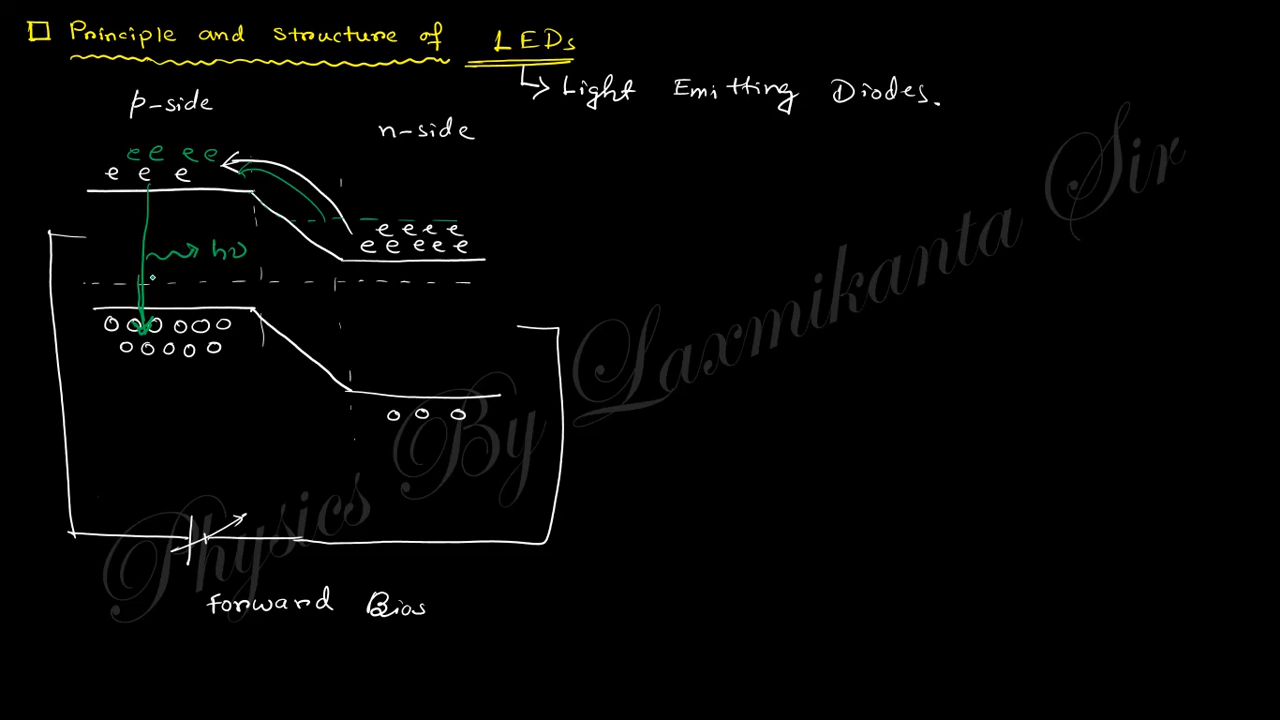 Principle and structure of LEDs
Light Emitting Diodes.
p-side
n-side
e e e e
e e e
e e e e
e e e e e
hν
Forward Bias
Physics By Laxmikanta Sir